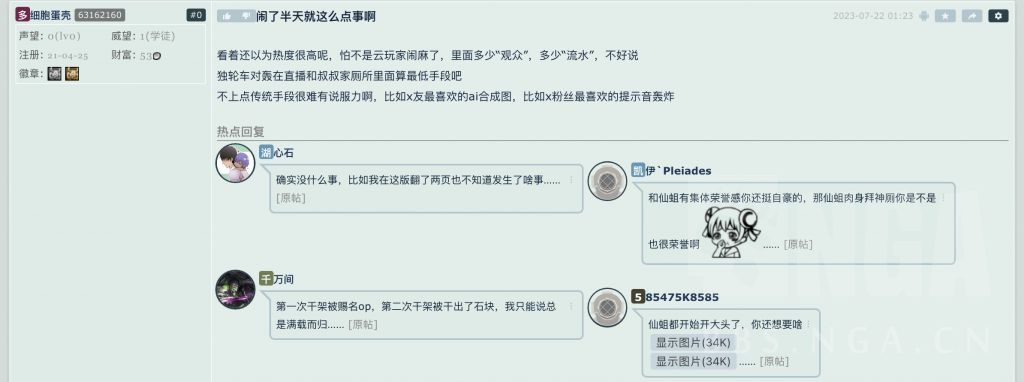 多细胞蛋壳 63162160 #0
声望: 0(lv0) 威望: 1(学徒)
注册: 21-04-25 财富: 53
徽章:
闹了半天就这么点事啊
2023-07-22 01:23
看着还以为热度很高呢，怕不是云玩家闹麻了，里面多少“观众”，多少“流水”，不好说
独轮车对轰在直播和叔叔家厕所里面算最低手段吧
不上点传统手段很难有说服力啊，比如x友最喜欢的ai合成图，比如x粉丝最喜欢的提示音轰炸
热点回复
湖心石
确实没什么事，比如我在这版翻了两页也不知道发生了啥事......
[原帖]
凯伊`Pleiades
和仙蛆有集体荣誉感你还挺自豪的，那仙蛆肉身拜神厕你是不是
也很荣誉啊 ...... [原帖]
千万间
第一次干架被赐名op，第二次干架被干出了石块，我只能说总
是满载而归...... [原帖]
585475K8585
仙蛆都开始开大头了，你还想要啥
显示图片(34K)
显示图片(34K) ...... [原帖]
BBS.NGA.CN